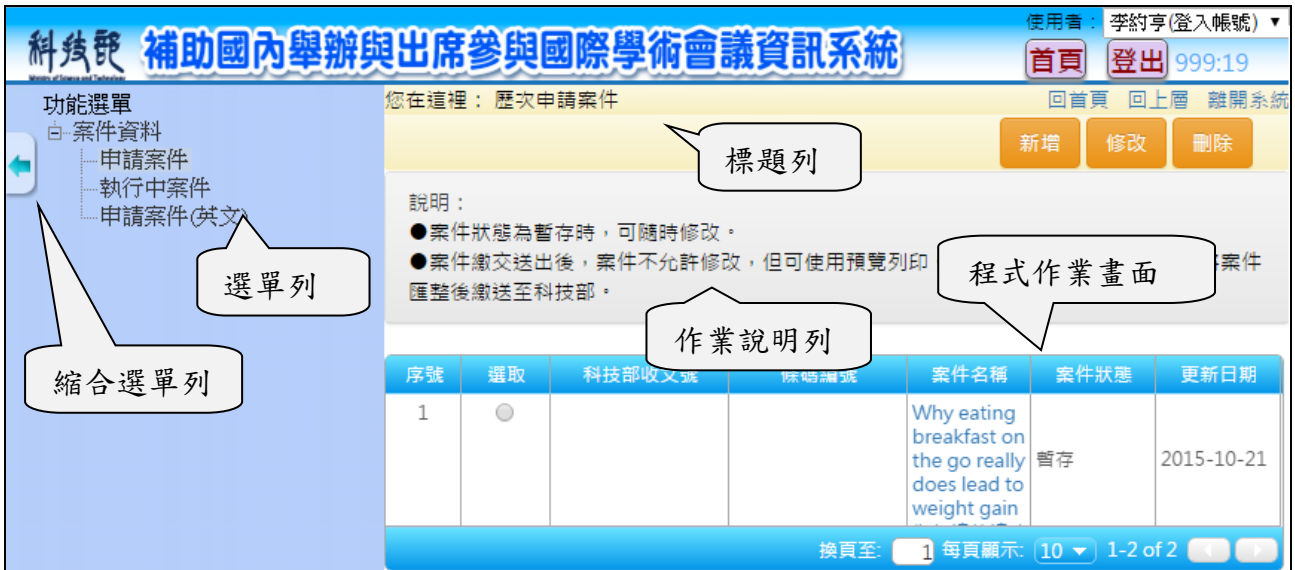 使用者： 李約亨(登入帳號)
科技部 補助國內舉辦與出席參與國際學術會議資訊系統
Ministry of Science and Technology
首頁 登出 999:19
功能選單
案件資料
申請案件
執行中案件
申請案件(英文)
您在這裡： 歷次申請案件
回首頁 回上層 離開系統
新增 修改 刪除
標題列
選單列
縮合選單列
說明：
●案件狀態為暫存時，可隨時修改。
●案件繳交送出後，案件不允許修改，但可使用預覽列印
案件
匯整後繳送至科技部。
程式作業畫面
作業說明列
序號 選取 科技部收文號 條碼編號 案件名稱 案件狀態 更新日期
1
Why eating
breakfast on
the go really
does lead to
weight gain
暫存
2015-10-21
換頁至: 1 每頁顯示: 10 1-2 of 2